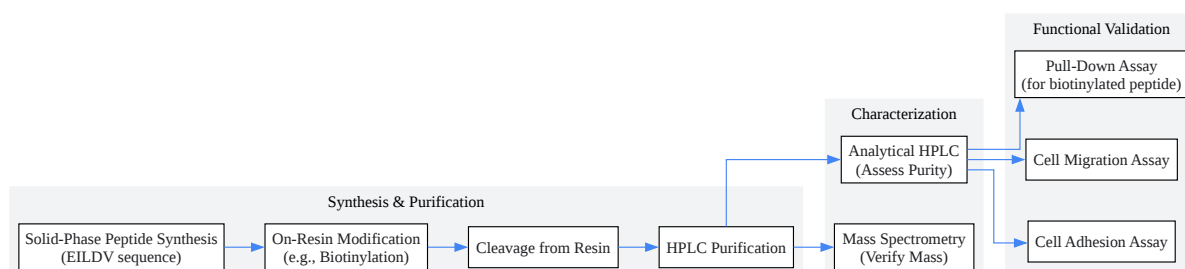 Functional Validation
Pull-Down Assay
(for biotinylated peptide)
Characterization
Analytical HPLC
(Assess Purity)
Cell Migration Assay
Synthesis & Purification
Solid-Phase Peptide Synthesis
(EILDV sequence)
On-Resin Modification
(e.g., Biotinylation)
Cleavage from Resin
HPLC Purification
Mass Spectrometry
(Verify Mass)
Cell Adhesion Assay